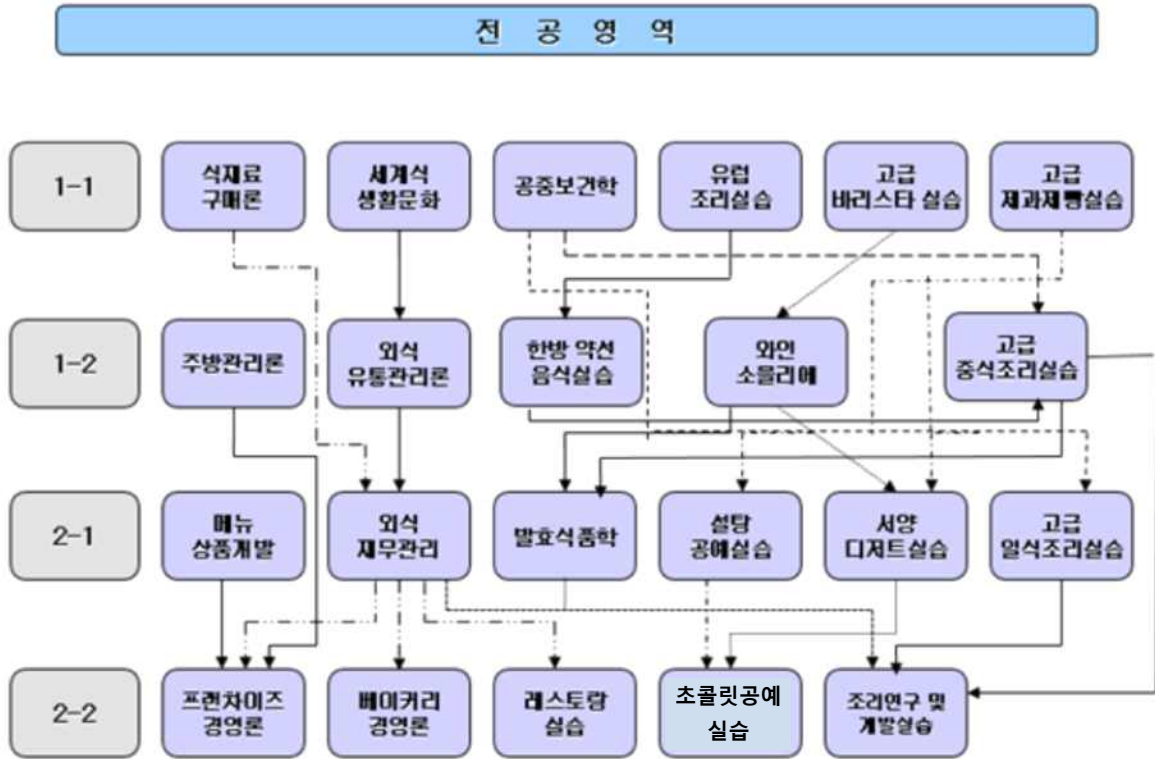 전 공 영 역
1-1
식재료
구매론
세계식
생활문화
공중보건학
유럽
조리실습
고급
바리스타 실습
고급
제과제빵실습
1-2
주방관리론
외식
유통관리론
한방 약선
음식실습
와인
소믈리에
고급
중식조리실습
2-1
메뉴
상품개발
외식
재무관리
발효식품학
설탕
공예실습
서양
디저트실습
고급
일식조리실습
2-2
프랜차이즈
경영론
베이커리
경영론
레스토랑
실습
초콜릿공예
실습
조리연구 및
개발실습